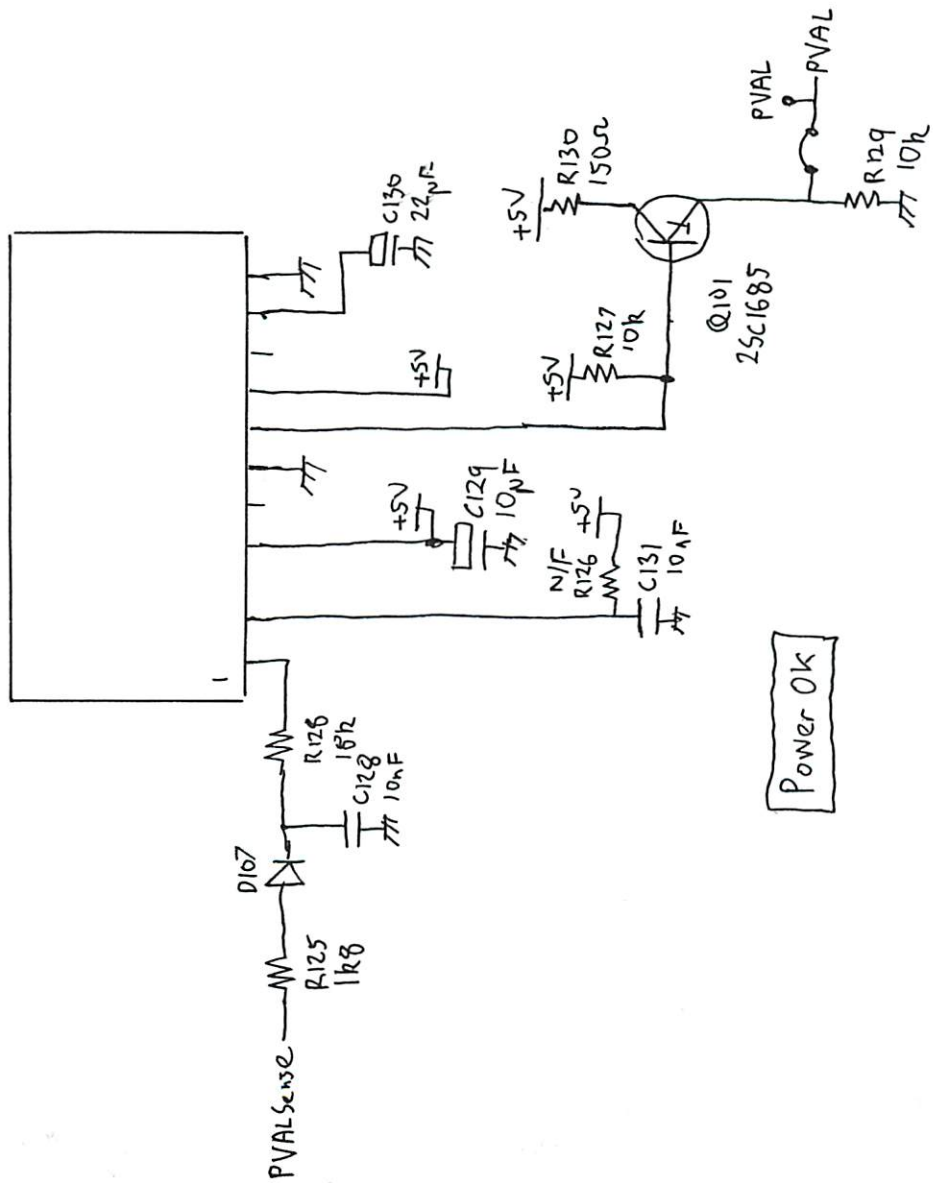 PVALSense
R125
1k8
D107
C128
10nF
R128
18k
1
N/F
R126
+5V
C131
10nF
+5V
C129
10µF
+5V
C130
22µF
+5V
R127
10k
+5V
R130
150Ω
Q101
2SC1685
PVAL
PVAL
R129
10k
Power OK